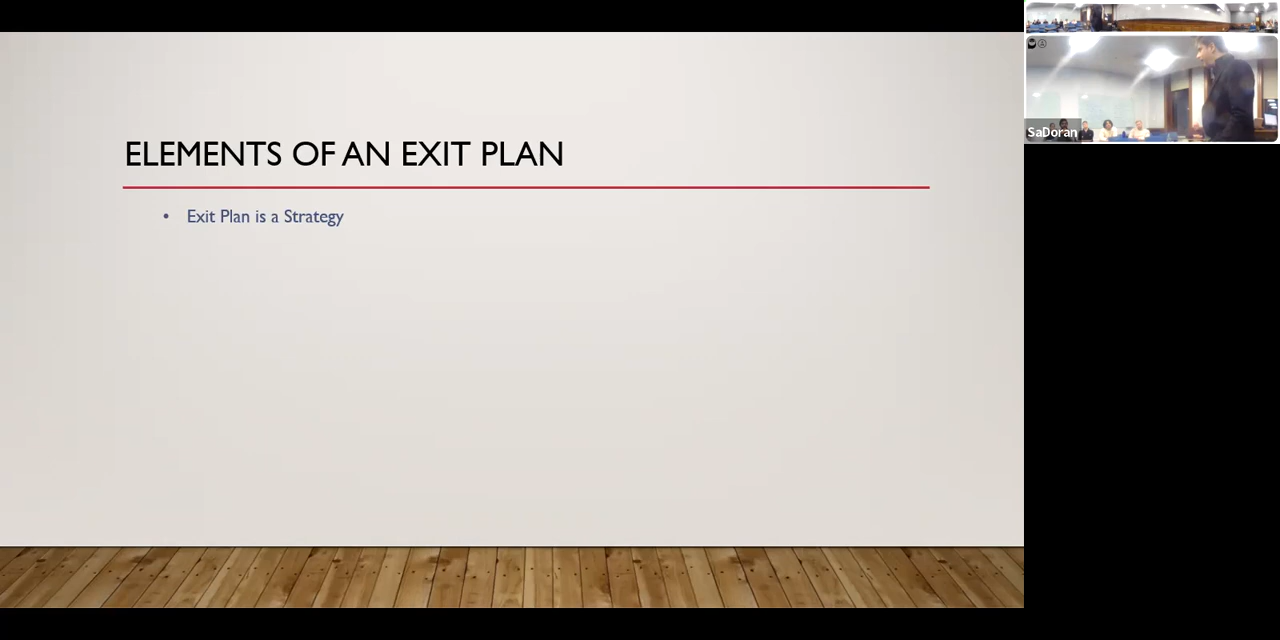 ELEMENTS OF AN EXIT PLAN
• Exit Plan is a Strategy
SaDoran